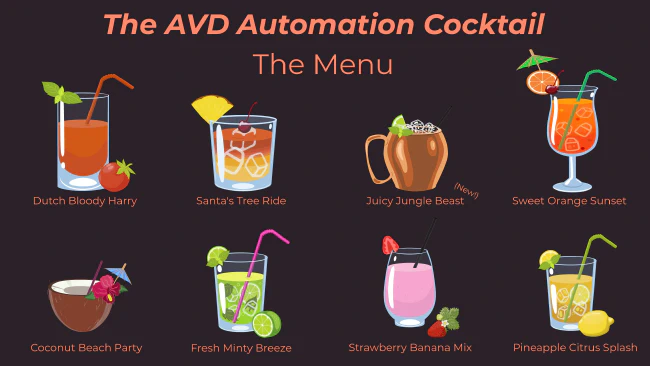 The AVD Automation Cocktail
The Menu
Dutch Bloody Harry
Santa's Tree Ride
Juicy Jungle Beast
(New!)
Sweet Orange Sunset
Coconut Beach Party
Fresh Minty Breeze
Strawberry Banana Mix
Pineapple Citrus Splash